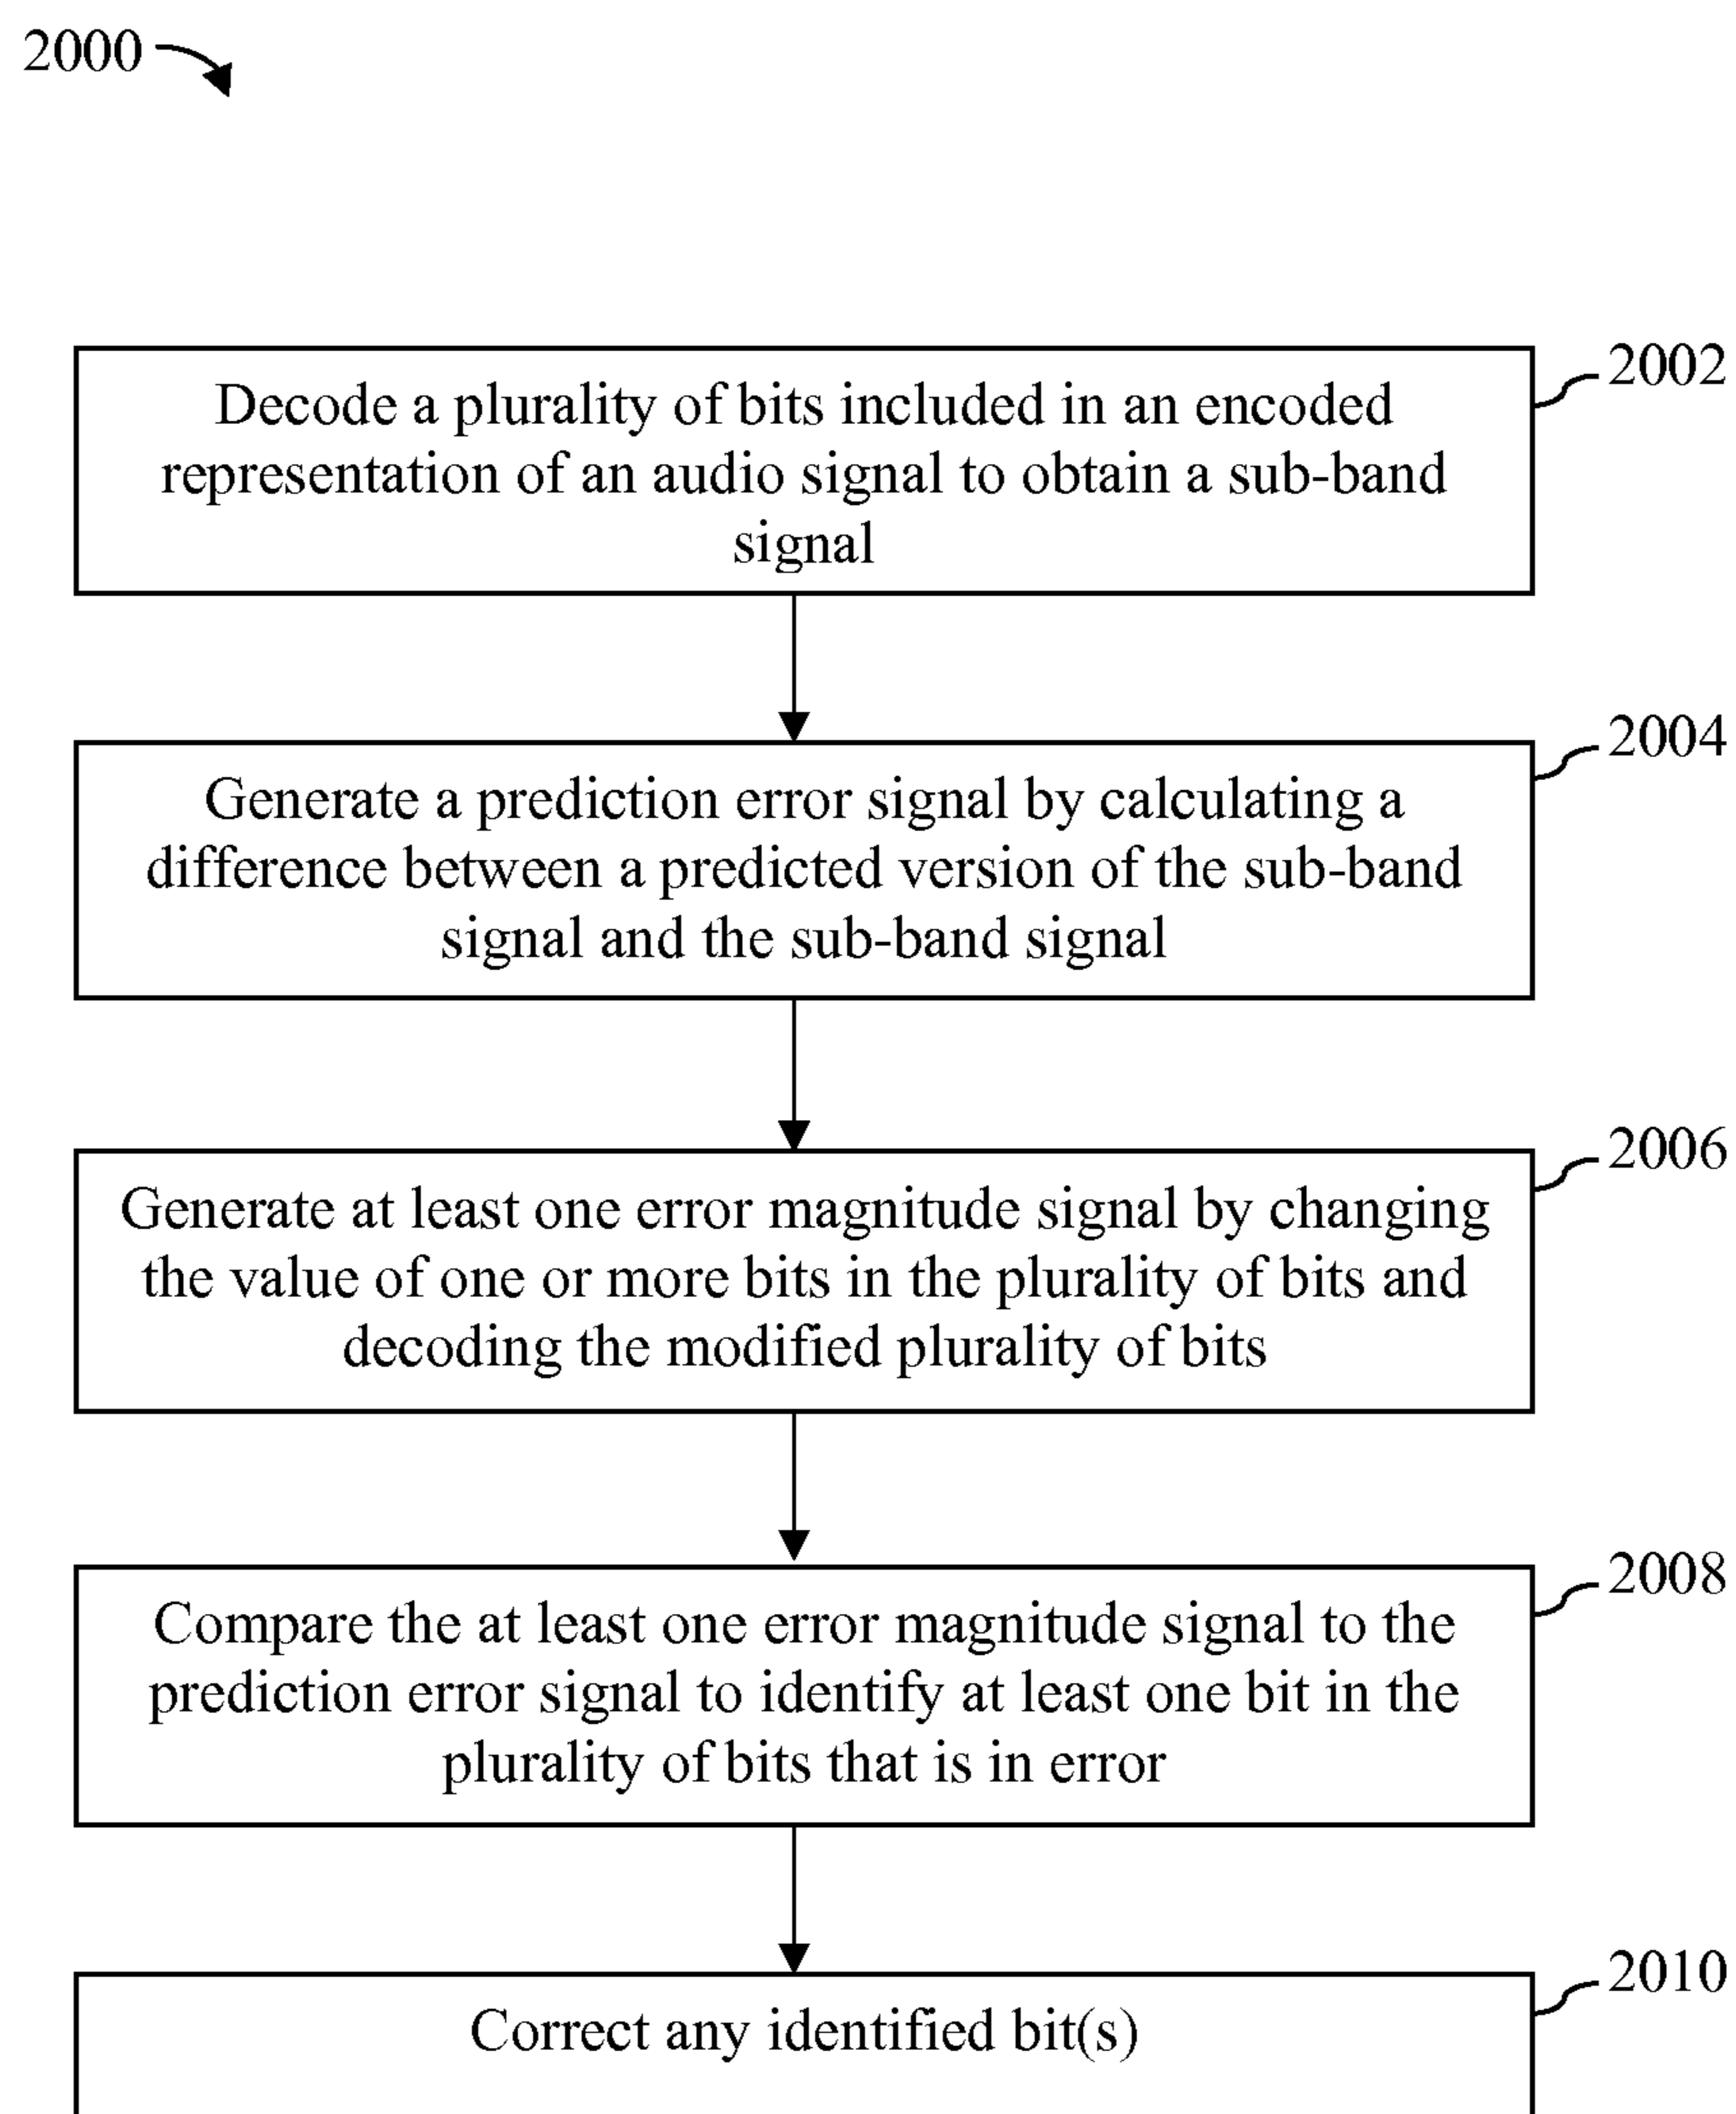 2000
2002
Decode a plurality of bits included in an encoded
representation of an audio signal to obtain a sub-band
signal
2004
Generate a prediction error signal by calculating a
difference between a predicted version of the sub-band
signal and the sub-band signal
2006
Generate at least one error magnitude signal by changing
the value of one or more bits in the plurality of bits and
decoding the modified plurality of bits
2008
Compare the at least one error magnitude signal to the
prediction error signal to identify at least one bit in the
plurality of bits that is in error
2010
Correct any identified bit(s)